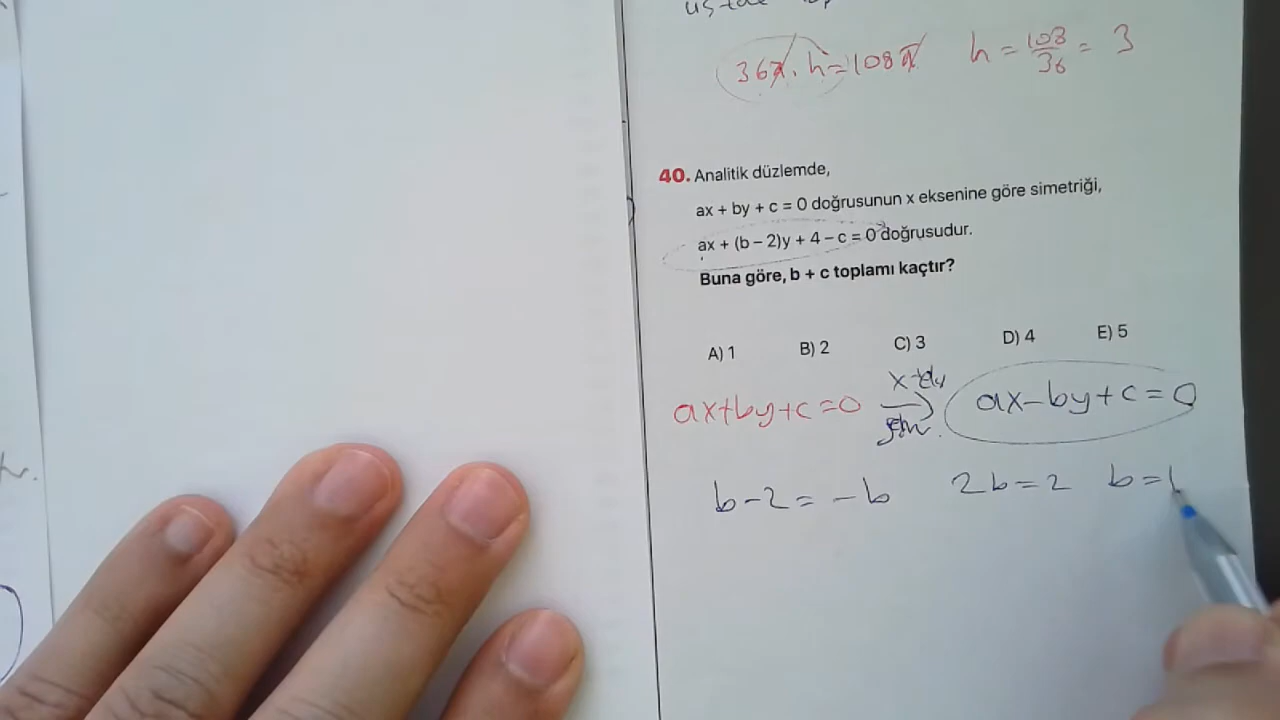 üstte
36π . h = 108π h = 108/36 = 3
40. Analitik düzlemde,
ax + by + c = 0 doğrusunun x eksenine göre simetriği,
ax + (b – 2)y + 4 – c = 0 doğrusudur.
Buna göre, b + c toplamı kaçtır?
A) 1 B) 2 C) 3 D) 4 E) 5
ax+by+c=0 → ax–by+c=0
b–2=–b 2b=2 b=1